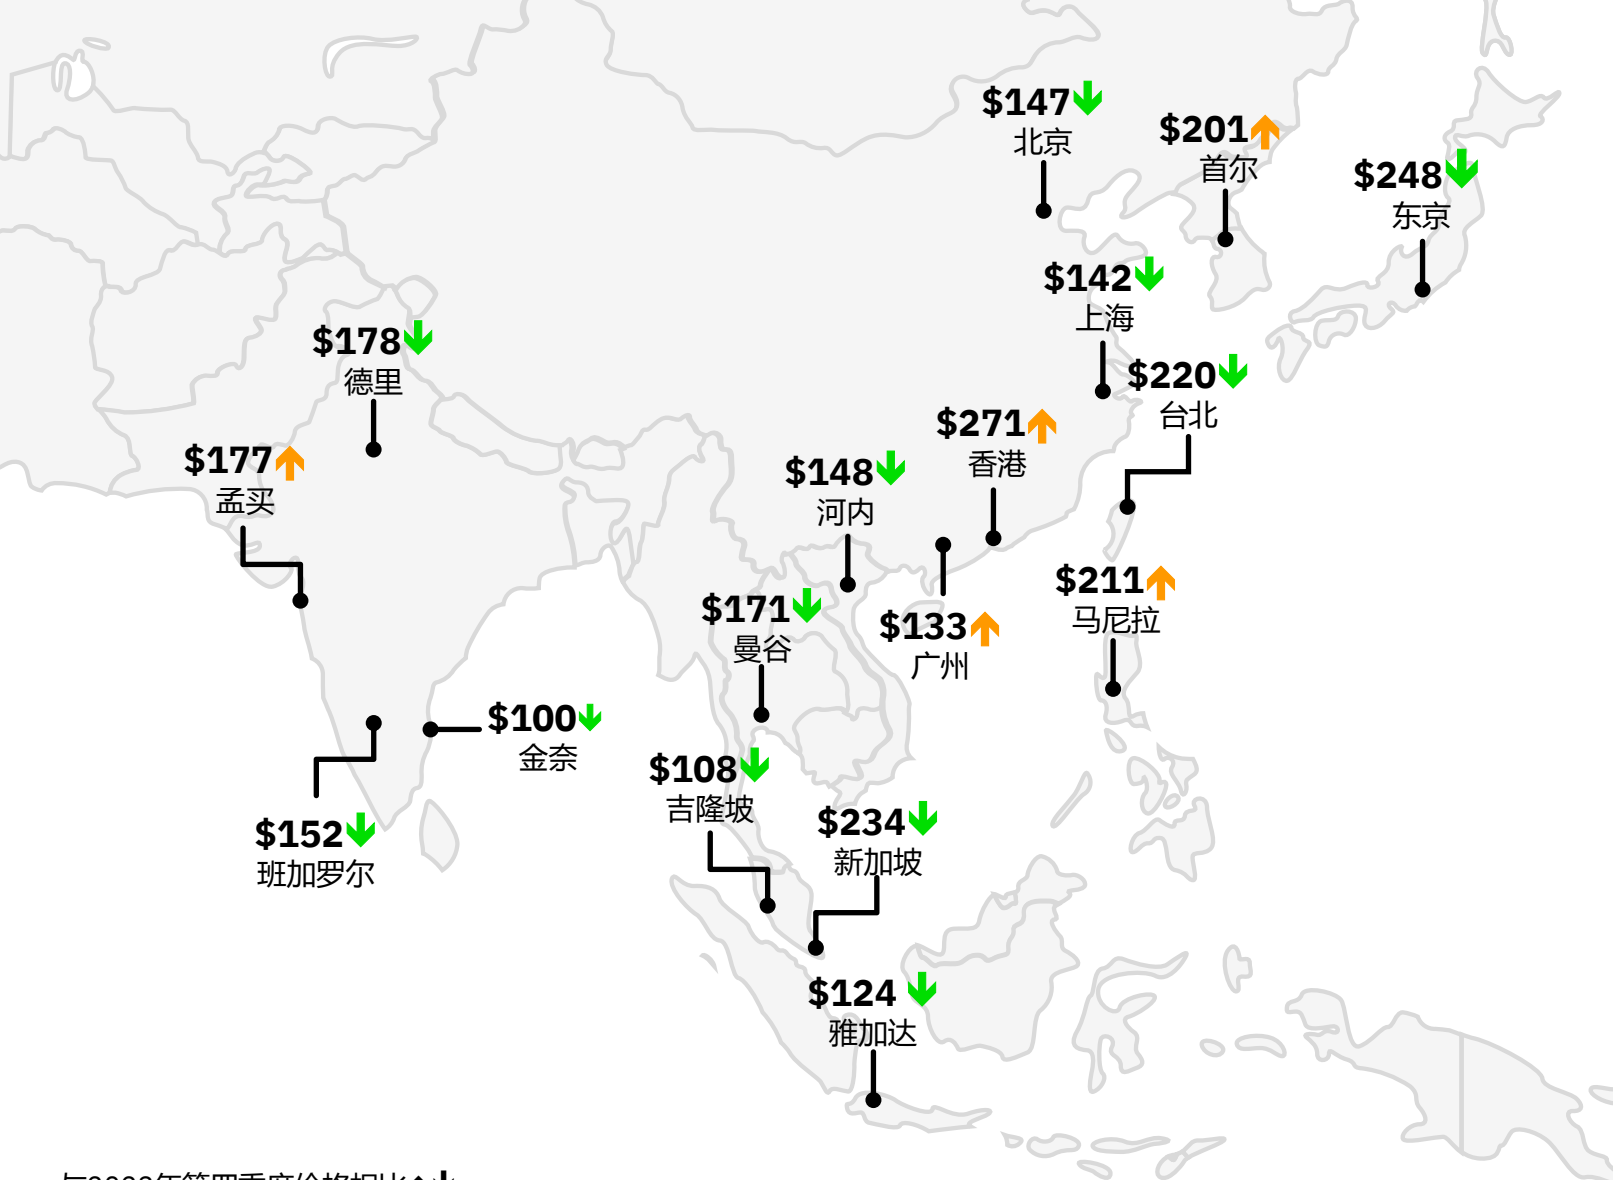 $147
北京
$201
首尔
$248
东京
$142
上海
$178
德里
$220
台北
$271
香港
$177
孟买
$148
河内
$211
马尼拉
$171
曼谷
$133
广州
$100
金奈
$108
吉隆坡
$152
班加罗尔
$234
新加坡
$124
雅加达